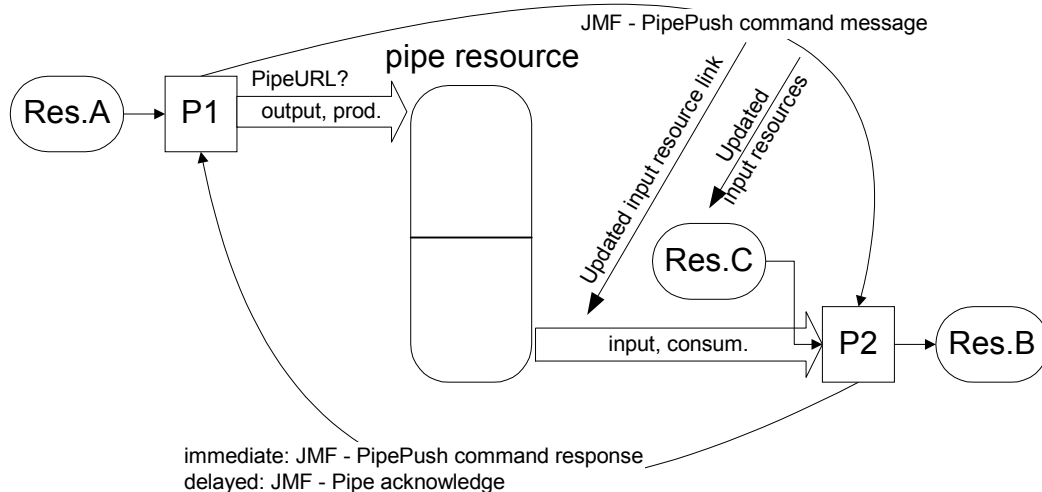 JMF - PipePush command message
pipe resource
PipeURL?
Res.A
P1
output, prod.
Updated input resource link
Updated
input resources
Res.C
input, consum.
P2
Res.B
immediate: JMF - PipePush command response
delayed: JMF - Pipe acknowledge